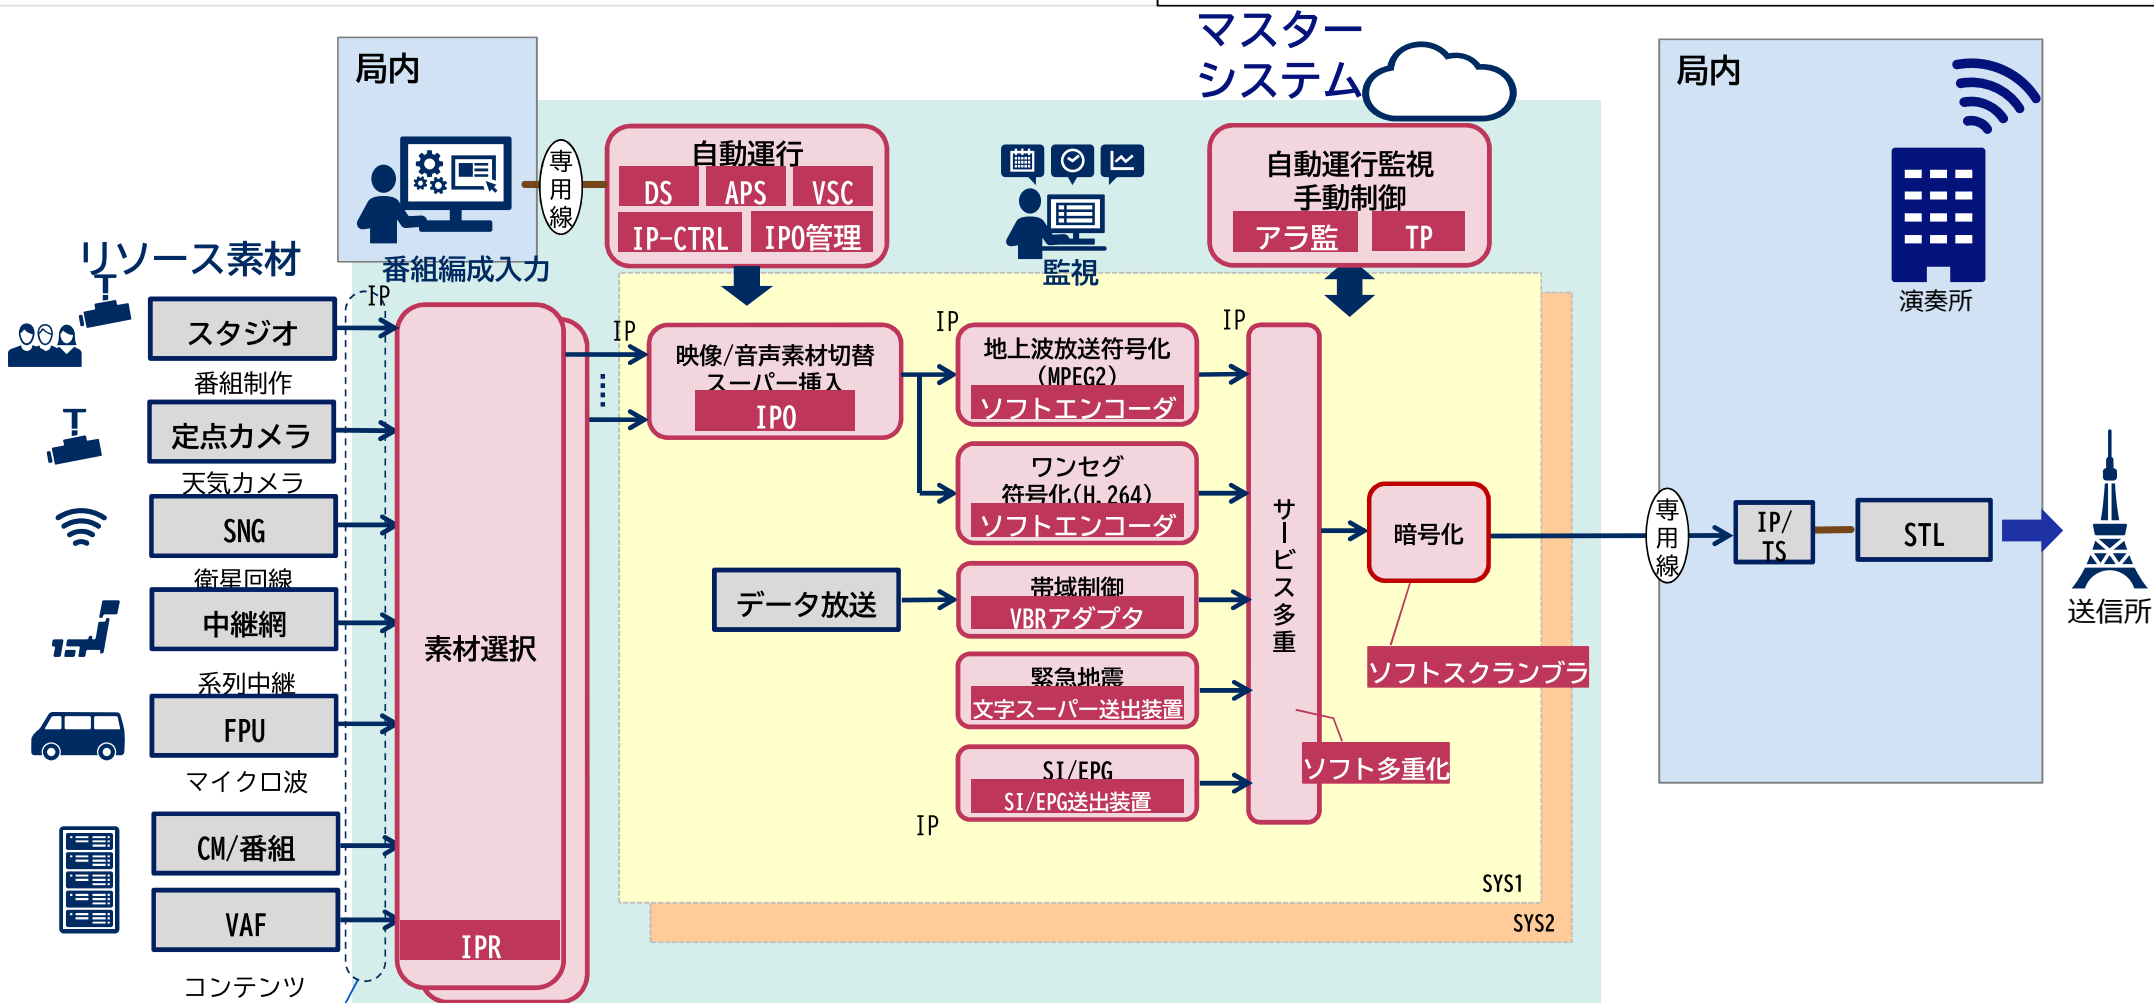 マスター
システム
局内
番組編成入力
専用線
自動運行
DS
APS
VSC
IP-CTRL
IPO管理
監視
自動運行監視
手動制御
アラ監
TP
リソース素材
スタジオ
番組制作
定点カメラ
天気カメラ
SNG
衛星回線
中継網
系列中継
FPU
マイクロ波
CM/番組
VAF
コンテンツ
IP
素材選択
IPR
IP
映像/音声素材切替
スーパー挿入
IPO
IP
地上波放送符号化
(MPEG2)
ソフトエンコーダ
ワンセグ
符号化(H.264)
ソフトエンコーダ
データ放送
帯域制御
VBRアダプタ
緊急地震
文字スーパー送出装置
SI/EPG
SI/EPG送出装置
IP
IP
サービス多重
ソフト多重化
暗号化
ソフトスクランブラ
SYS1
SYS2
局内
演奏所
専用線
IP/
TS
STL
送信所